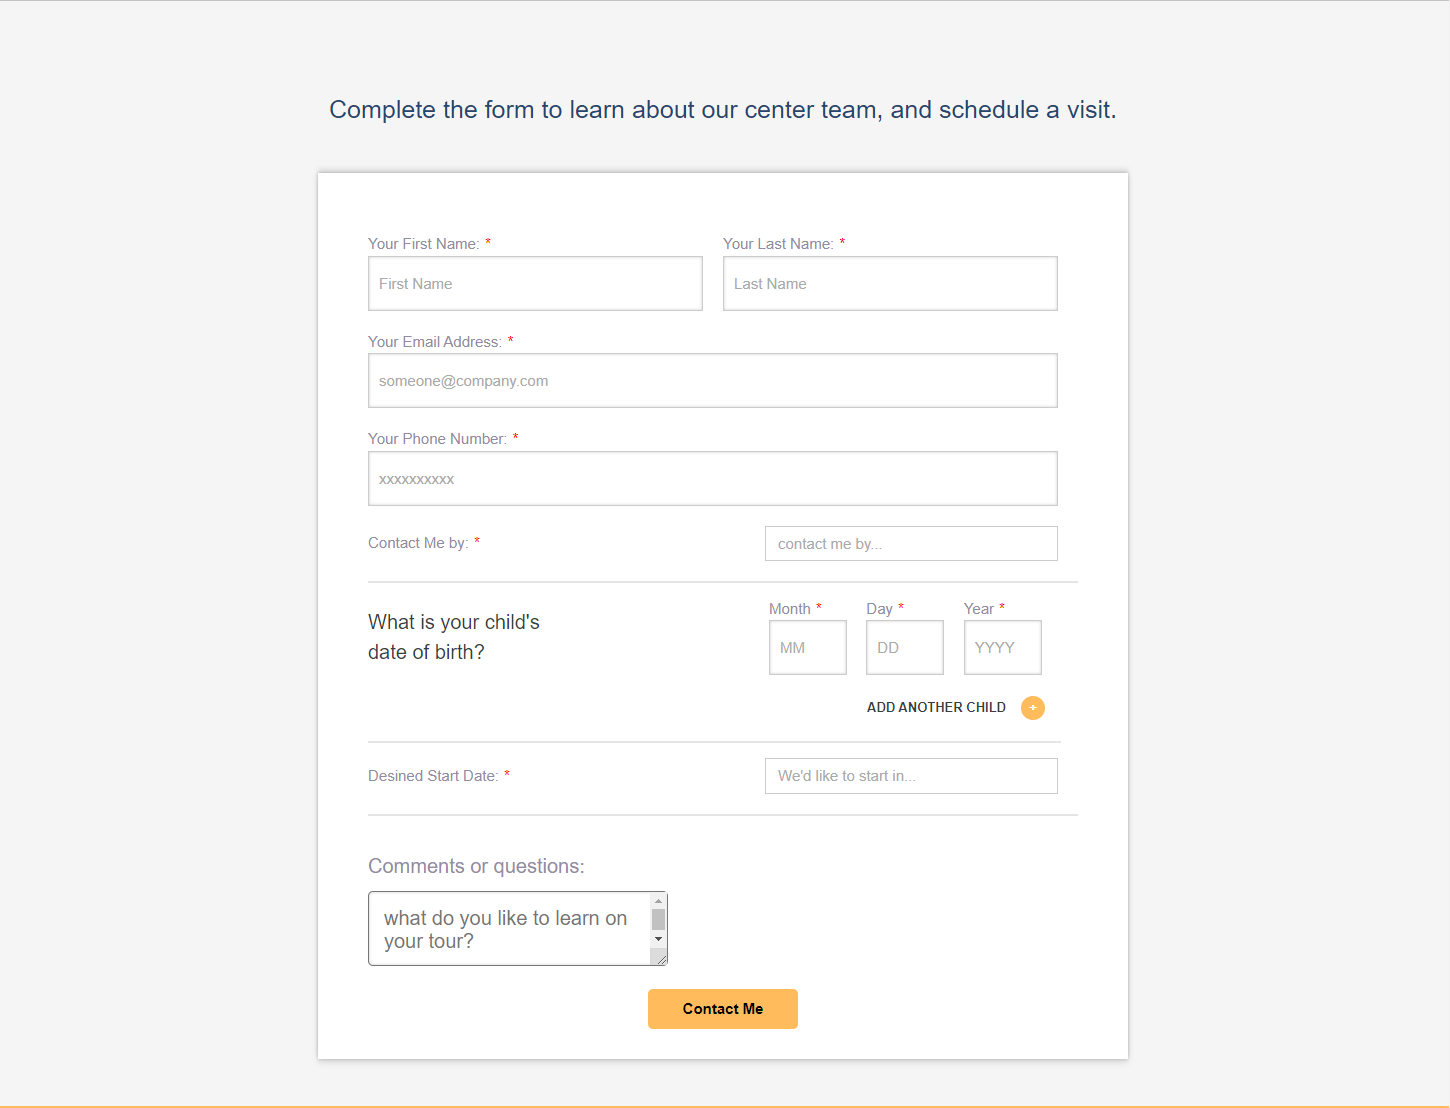 Complete the form to learn about our center team, and schedule a visit.
Your First Name: * Your Last Name: *
First Name Last Name
Your Email Address: *
someone@company.com
Your Phone Number: *
xxxxxxxxxx
Contact Me by: * contact me by...
Month * Day * Year *
What is your child's
date of birth?
MM DD YYYY
ADD ANOTHER CHILD +
Desined Start Date: * We'd like to start in...
Comments or questions:
what do you like to learn on
your tour?
Contact Me